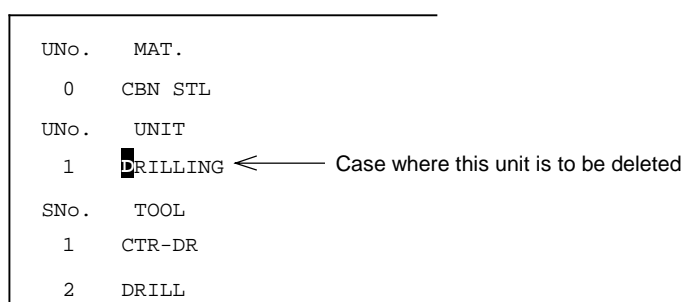 UNo. MAT.
0 CBN STL
UNo. UNIT
1 DRILLING Case where this unit is to be deleted
SNo. TOOL
1 CTR-DR
2 DRILL